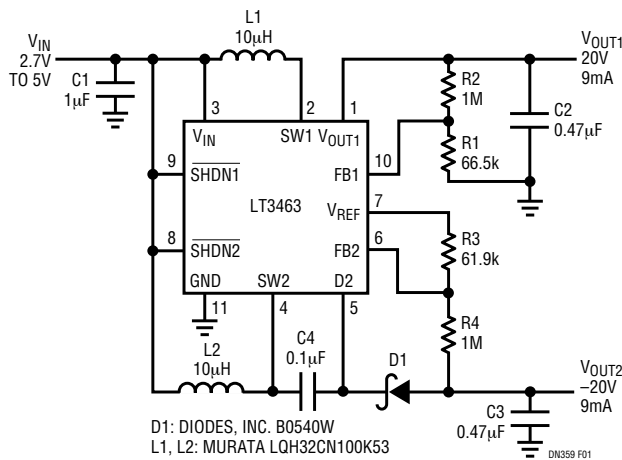 L1
10µH
VIN
2.7V
TO 5V
C1
1µF
VOUT1
20V
9mA
R2
1M
C2
0.47µF
R1
66.5k
3
2
1
VIN
SW1
VOUT1
9
SHDN1
FB1
10
LT3463
VREF
7
8
SHDN2
FB2
6
R3
61.9k
GND
SW2
D2
11
4
5
R4
1M
L2
10µH
C4
0.1µF
D1
VOUT2
–20V
9mA
C3
0.47µF
D1: DIODES, INC. B0540W
L1, L2: MURATA LQH32CN100K53
DN359 F01